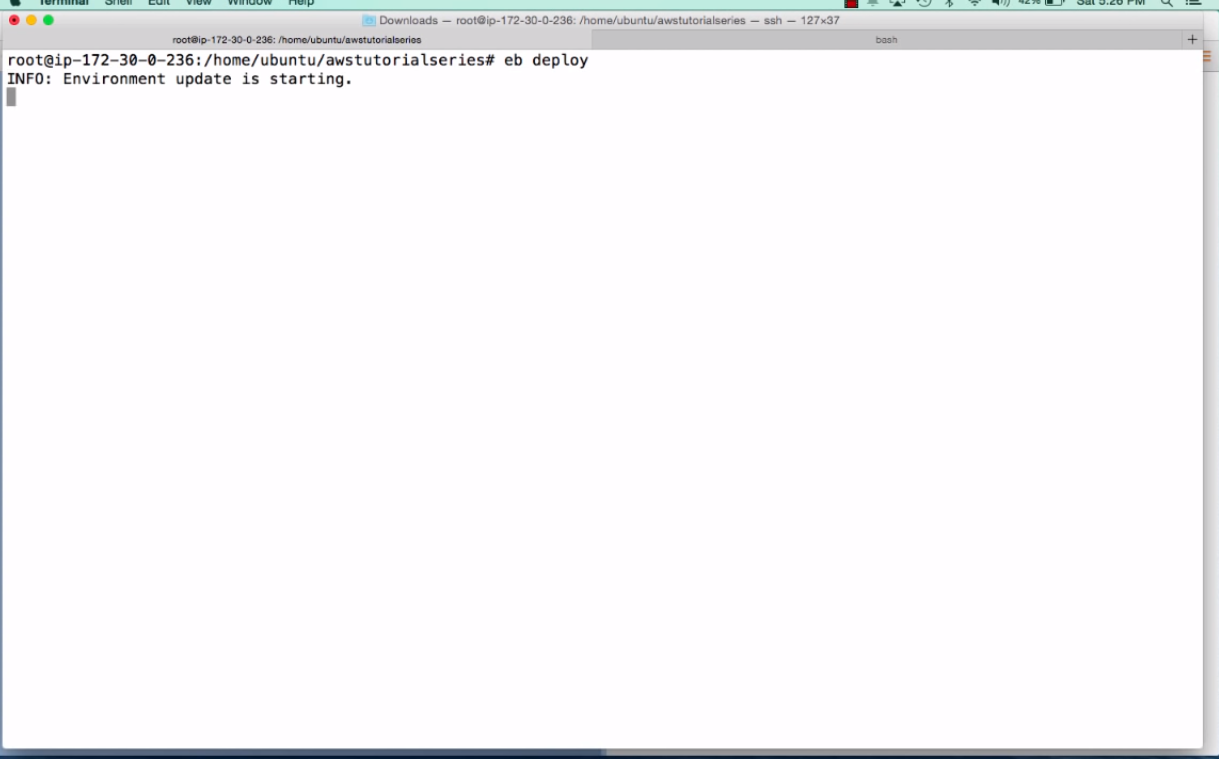 Terminal Shell Edit View Window Help 42% Sat 5:26 PM
Downloads — root@ip-172-30-0-236: /home/ubuntu/awstutorialseries — ssh — 127×37
root@ip-172-30-0-236: /home/ubuntu/awstutorialseries bash +
root@ip-172-30-0-236:/home/ubuntu/awstutorialseries# eb deploy
INFO: Environment update is starting.